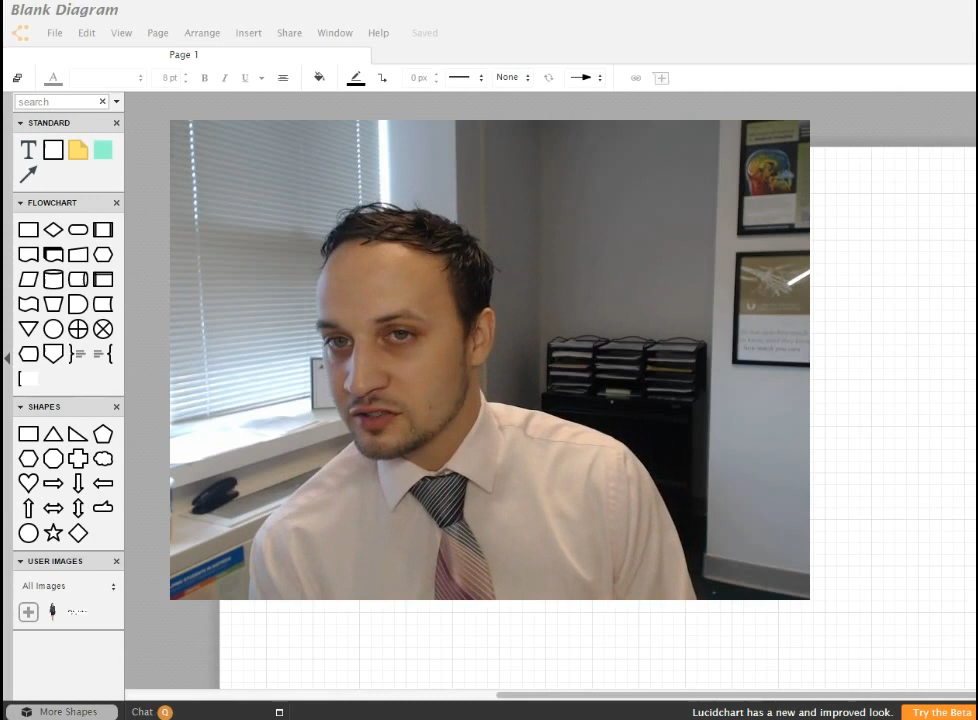 Blank Diagram
File Edit View Page Arrange Insert Share Window Help Saved
Page 1
A 8 pt B I U 0 px None
search
STANDARD
T
FLOWCHART
SHAPES
USER IMAGES
All Images
More Shapes
Chat Q
Lucidchart has a new and improved look. Try the Beta